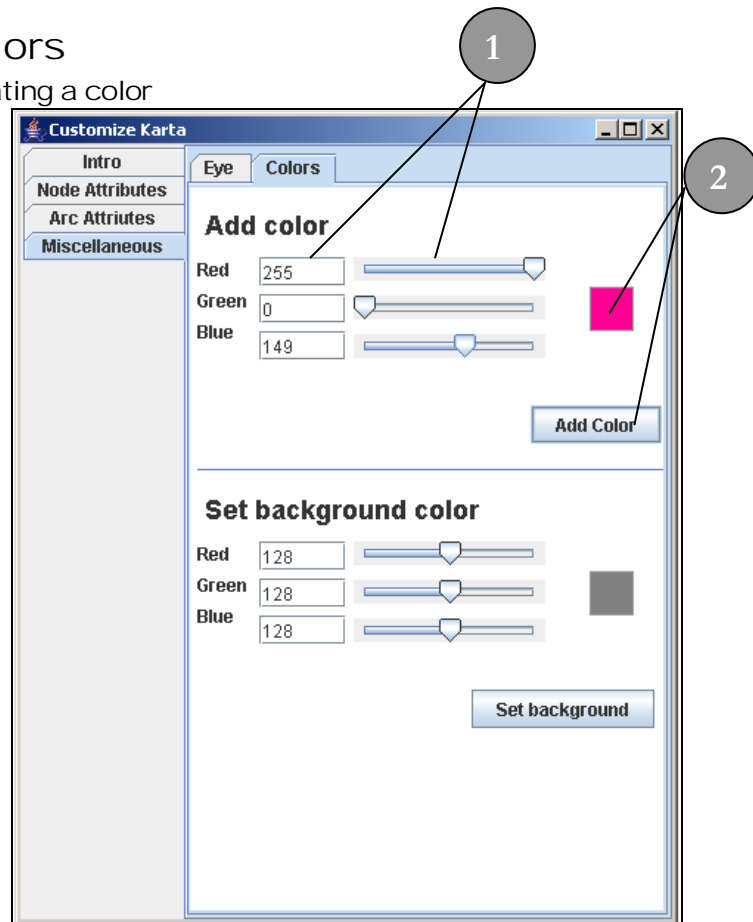 ors
ating a color
1
2
Customize Karta
Intro
Node Attributes
Arc Attriutes
Miscellaneous
Eye Colors
Add color
Red 255
Green 0
Blue 149
Add Color
Set background color
Red 128
Green 128
Blue 128
Set background